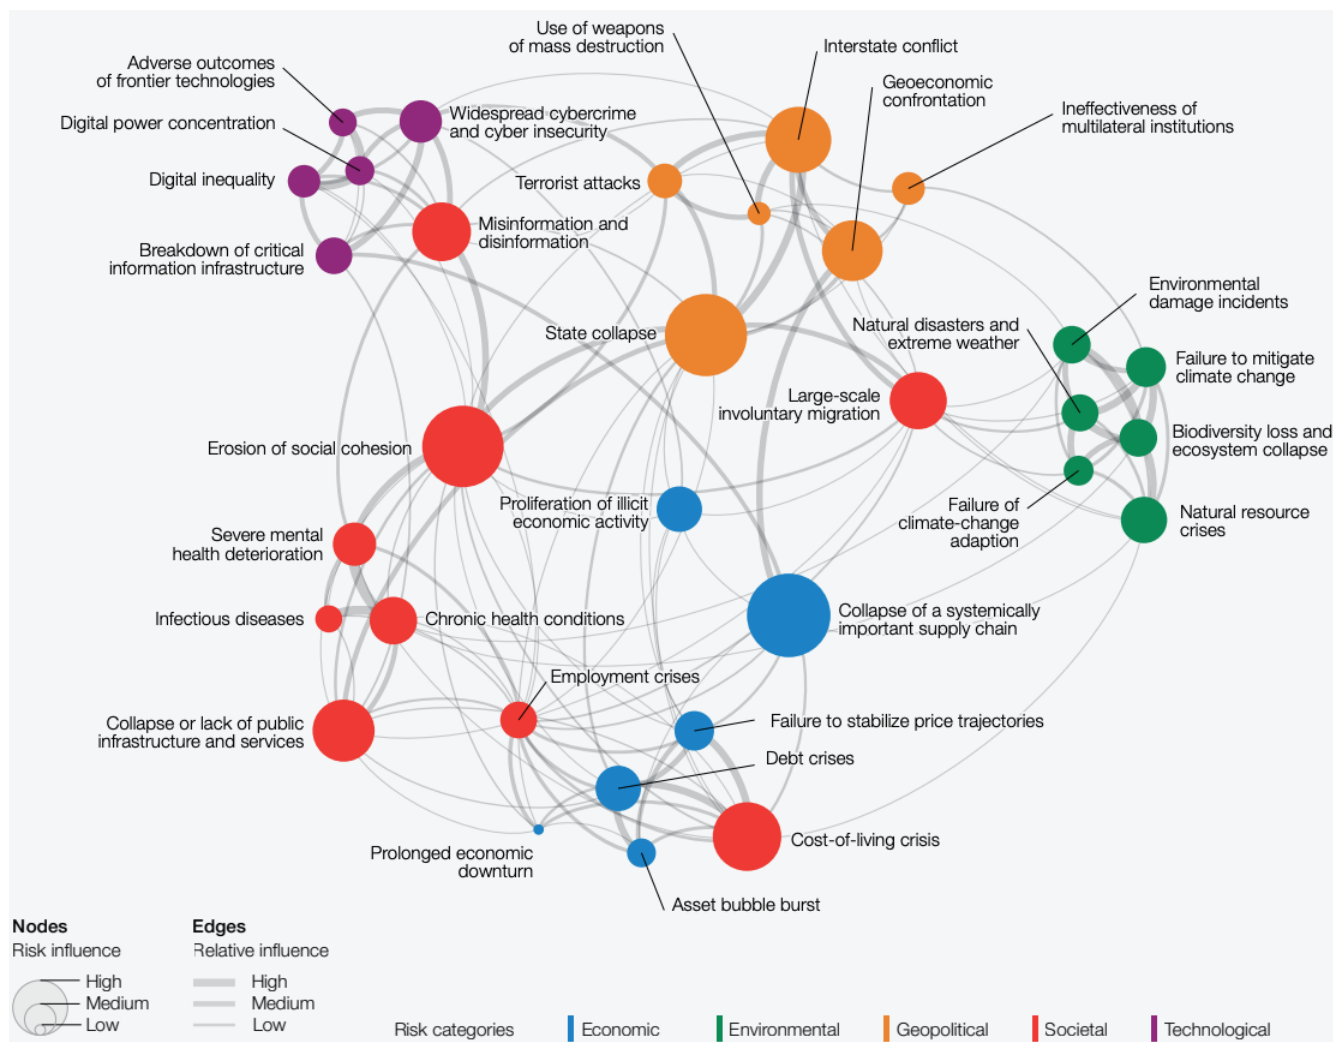 Use of weapons
of mass destruction
Interstate conflict
Adverse outcomes
of frontier technologies
Geoeconomic
confrontation
Ineffectiveness of
multilateral institutions
Digital power concentration
Widespread cybercrime
and cyber insecurity
Digital inequality
Terrorist attacks
Misinformation and
disinformation
Breakdown of critical
information infrastructure
Environmental
damage incidents
State collapse
Natural disasters and
extreme weather
Failure to mitigate
climate change
Large-scale
involuntary migration
Erosion of social cohesion
Biodiversity loss and
ecosystem collapse
Proliferation of illicit
economic activity
Failure of
climate-change
adaption
Natural resource
crises
Severe mental
health deterioration
Infectious diseases
Chronic health conditions
Collapse of a systemically
important supply chain
Employment crises
Collapse or lack of public
infrastructure and services
Failure to stabilize price trajectories
Debt crises
Prolonged economic
downturn
Cost-of-living crisis
Asset bubble burst
Nodes
Risk influence
High
Medium
Low
Edges
Relative influence
High
Medium
Low
Risk categories
Economic
Environmental
Geopolitical
Societal
Technological